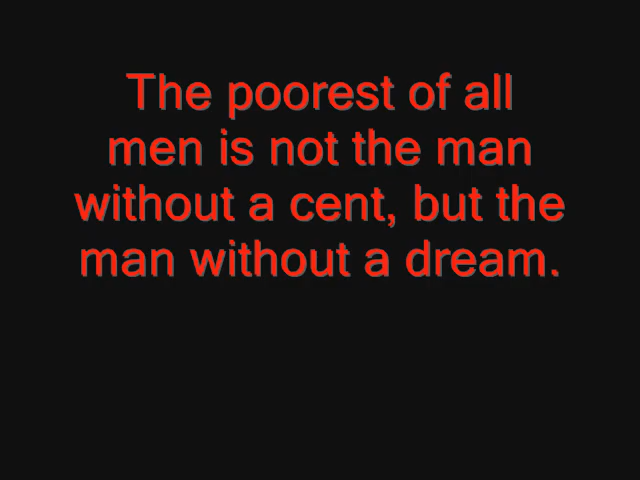 The poorest of all
men is not the man
without a cent, but the
man without a dream.